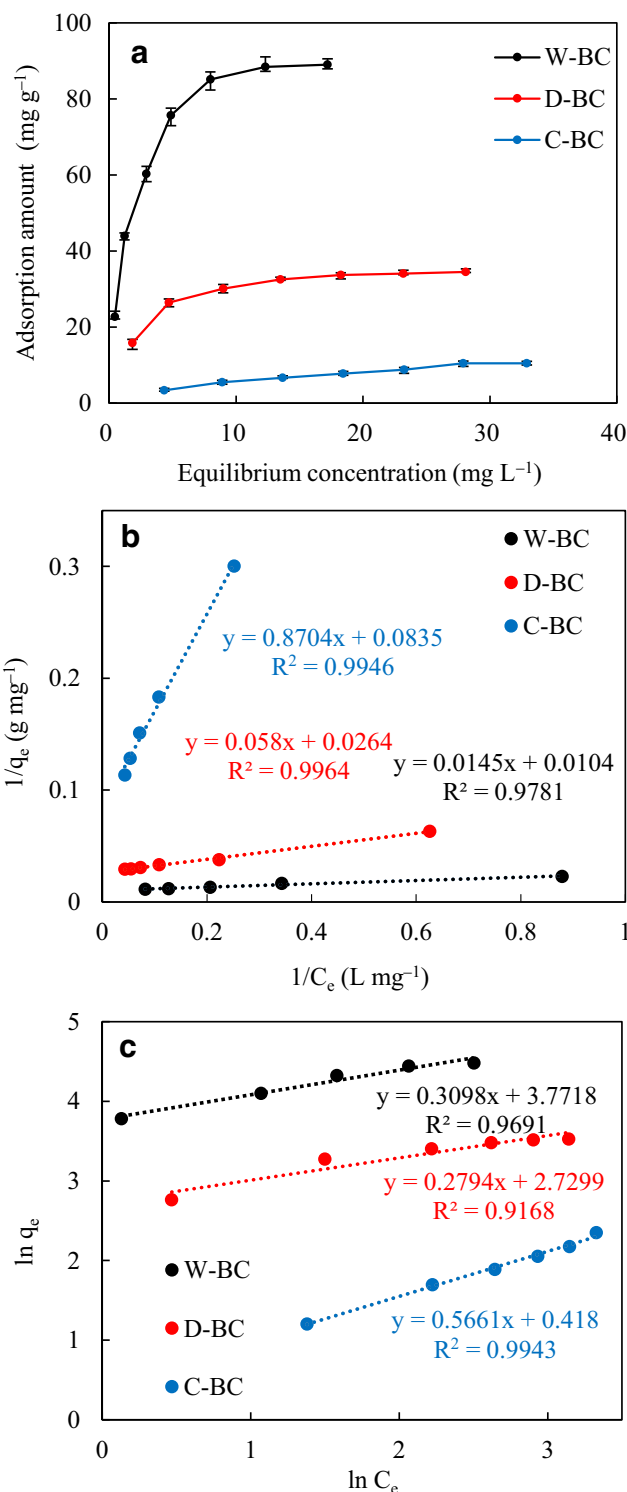 a
W-BC
D-BC
C-BC
100
80
60
40
20
0
0
10
20
30
40
Adsorption amount (mg g⁻¹)
Equilibrium concentration (mg L⁻¹)
b
W-BC
D-BC
C-BC
0.3
0.2
0.1
0
y = 0.8704x + 0.0835
R² = 0.9946
y = 0.058x + 0.0264
R² = 0.9964
y = 0.0145x + 0.0104
R² = 0.9781
0
0.2
0.4
0.6
0.8
1
1/qₑ (g mg⁻¹)
1/Cₑ (L mg⁻¹)
c
5
4
3
2
1
0
y = 0.3098x + 3.7718
R² = 0.9691
y = 0.2794x + 2.7299
R² = 0.9168
W-BC
D-BC
C-BC
y = 0.5661x + 0.418
R² = 0.9943
0
1
2
3
ln qₑ
ln Cₑ